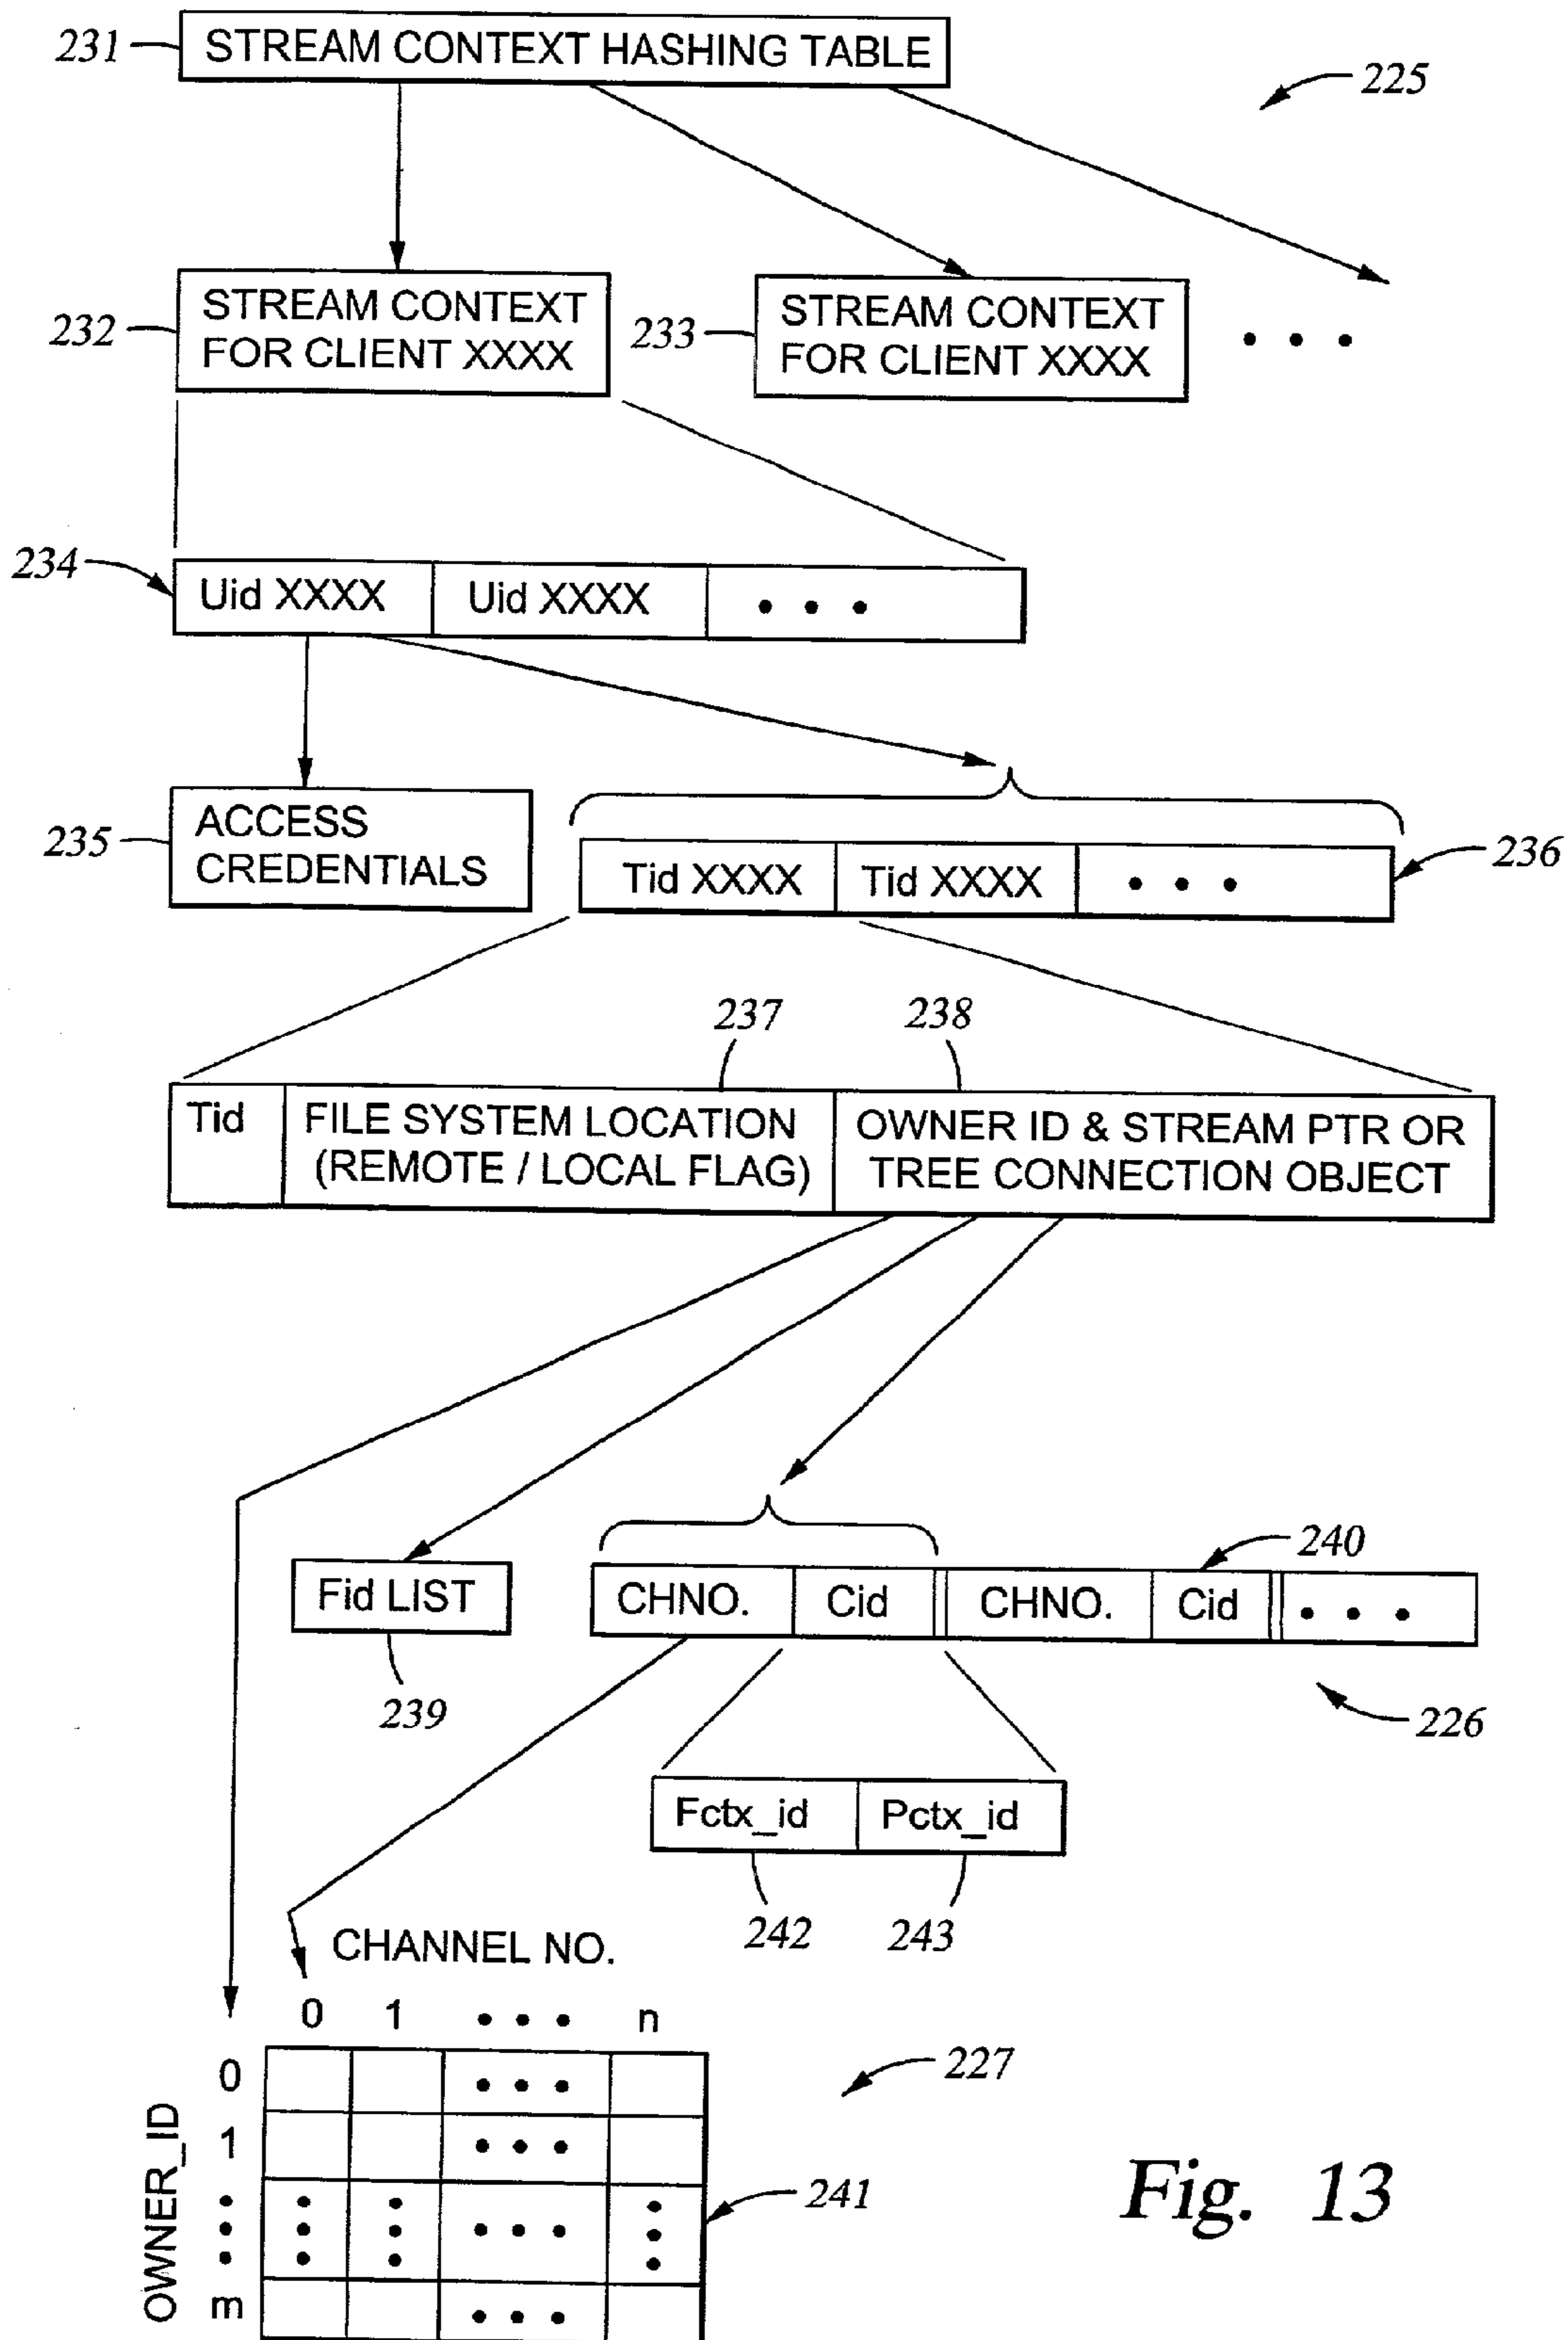 231 STREAM CONTEXT HASHING TABLE
225
232 STREAM CONTEXT
FOR CLIENT XXXX
233 STREAM CONTEXT
FOR CLIENT XXXX
• • •
234 Uid XXXX Uid XXXX • • •
235 ACCESS
CREDENTIALS
Tid XXXX Tid XXXX • • • 236
237 238
Tid FILE SYSTEM LOCATION
(REMOTE / LOCAL FLAG)
OWNER ID & STREAM PTR OR
TREE CONNECTION OBJECT
240
Fid LIST
239
CHNO. Cid CHNO. Cid • • •
226
Fctx_id Pctx_id
242 243
CHANNEL NO.
0 1 • • • n
227
OWNER_ID
0 • • •
1 • • •
• • •
241
m • • •
Fig. 13